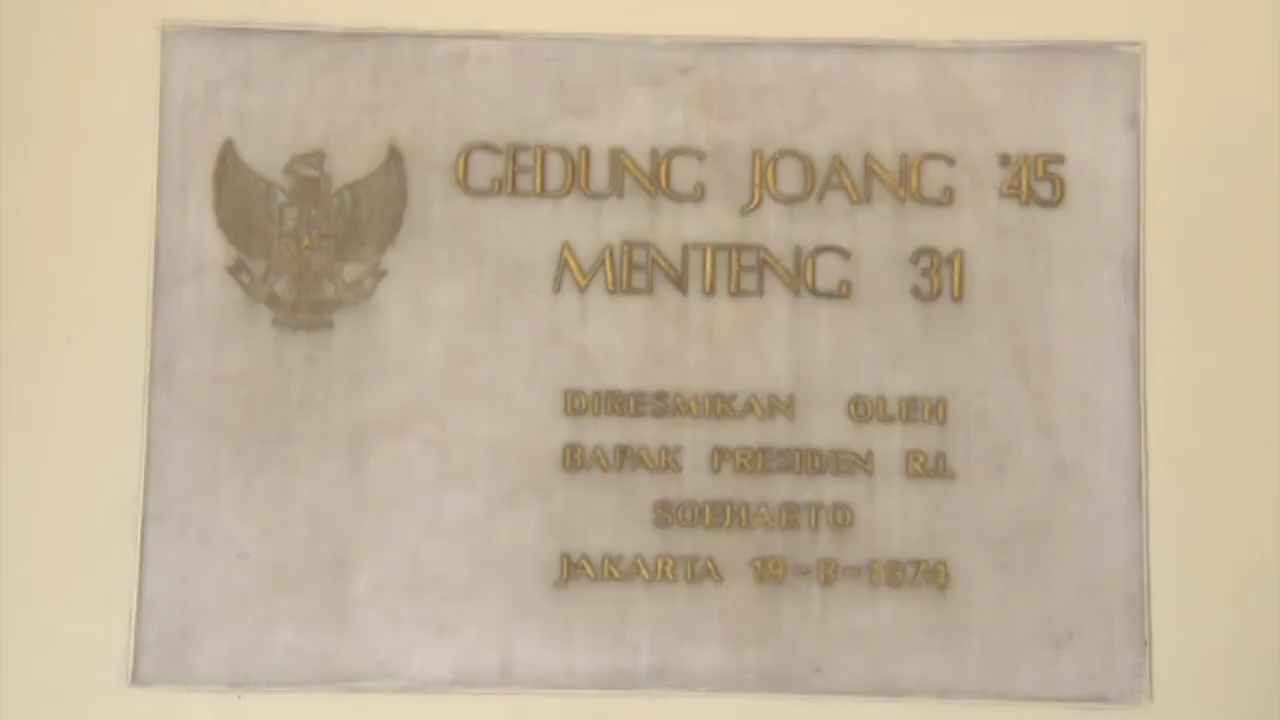 GEDUNG JOANG '45
MENTENG 31
DIRESMIKAN OLEH
BAPAK PRESIDEN R.I.
SOEHARTO
JAKARTA 19-8-1974